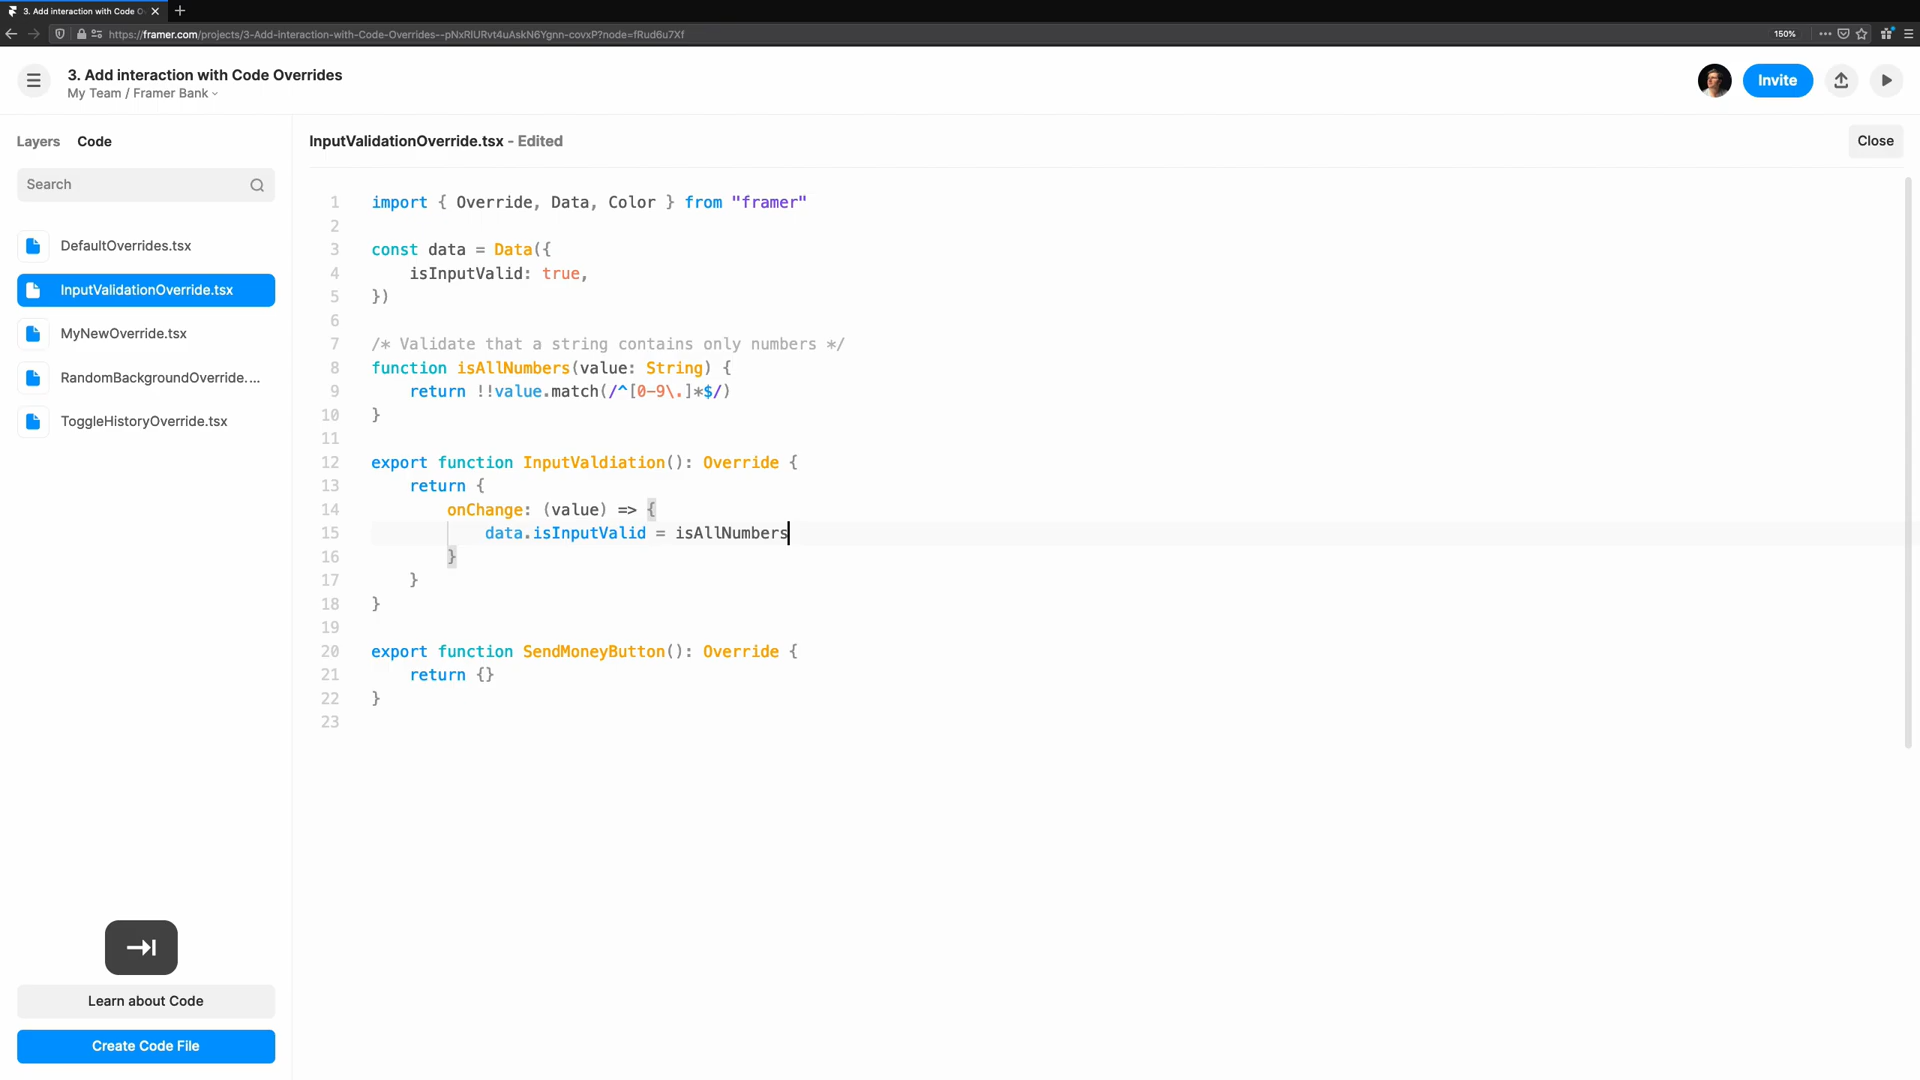 3. Add interaction with Code O
https://framer.com/projects/3-Add-interaction-with-Code-Overrides--pNxRlURvt4uAskN6Ygnn-covxP?node=fRud6u7Xf
150%
3. Add interaction with Code Overrides
My Team / Framer Bank
Invite
Layers Code
InputValidationOverride.tsx - Edited
Close
Search
DefaultOverrides.tsx
InputValidationOverride.tsx
MyNewOverride.tsx
RandomBackgroundOverride....
ToggleHistoryOverride.tsx
1 import { Override, Data, Color } from "framer"
2
3 const data = Data({
4     isInputValid: true,
5 })
6
7 /* Validate that a string contains only numbers */
8 function isAllNumbers(value: String) {
9     return !!value.match(/^[0-9\.]*$/)
10 }
11
12 export function InputValdiation(): Override {
13     return {
14         onChange: (value) => {
15             data.isInputValid = isAllNumbers
16         }
17     }
18 }
19
20 export function SendMoneyButton(): Override {
21     return {}
22 }
23
Learn about Code
Create Code File